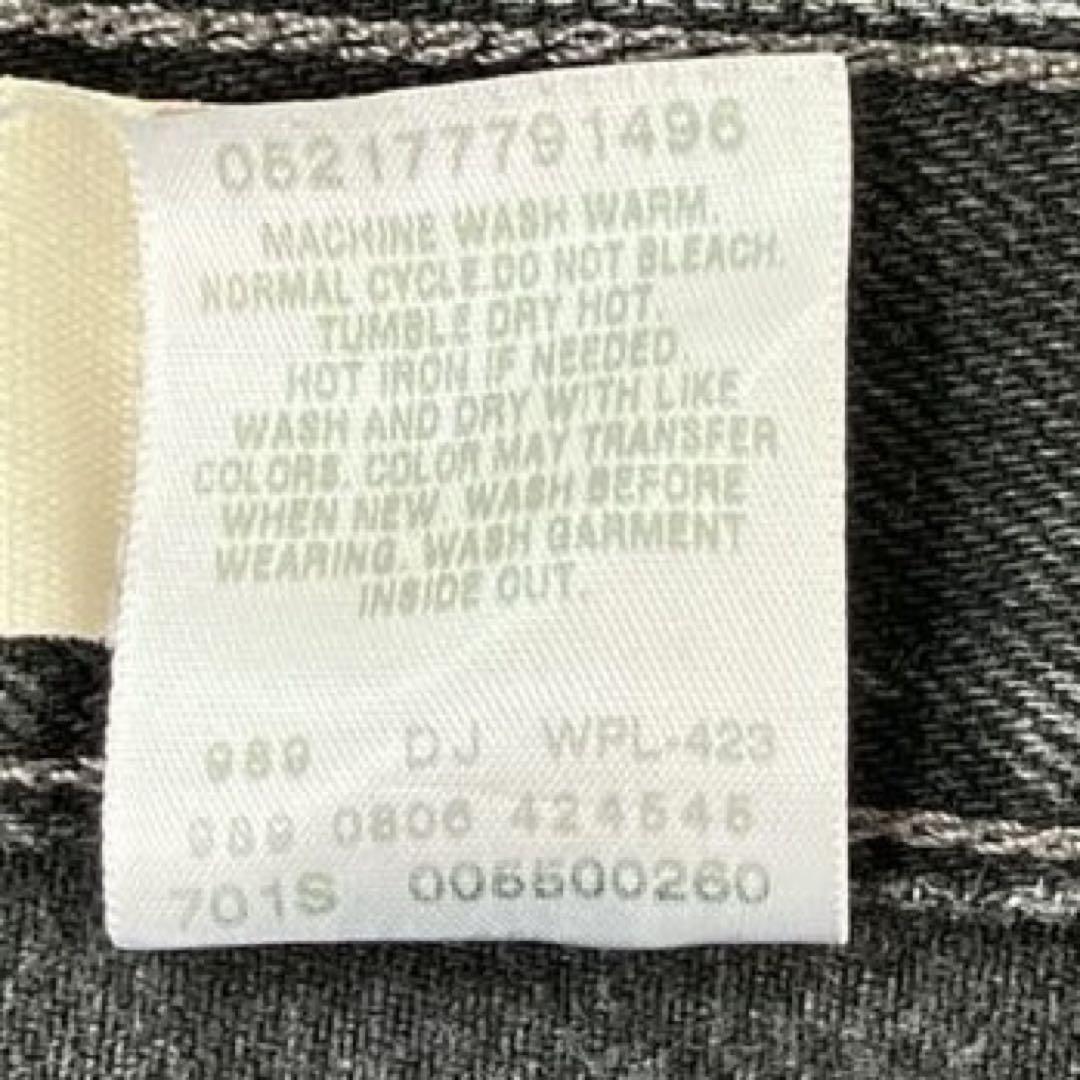 052177791496
MACHINE WASH WARM.
NORMAL CYCLE DO NOT BLEACH.
TUMBLE DRY HOT.
HOT IRON IF NEEDED.
WASH AND DRY WITH LIKE
COLORS. COLOR MAY TRANSFER
WHEN NEW. WASH BEFORE
WEARING. WASH GARMENT
INSIDE OUT.
989 DJ WPL-423
989 0806 424545
701S 005500260